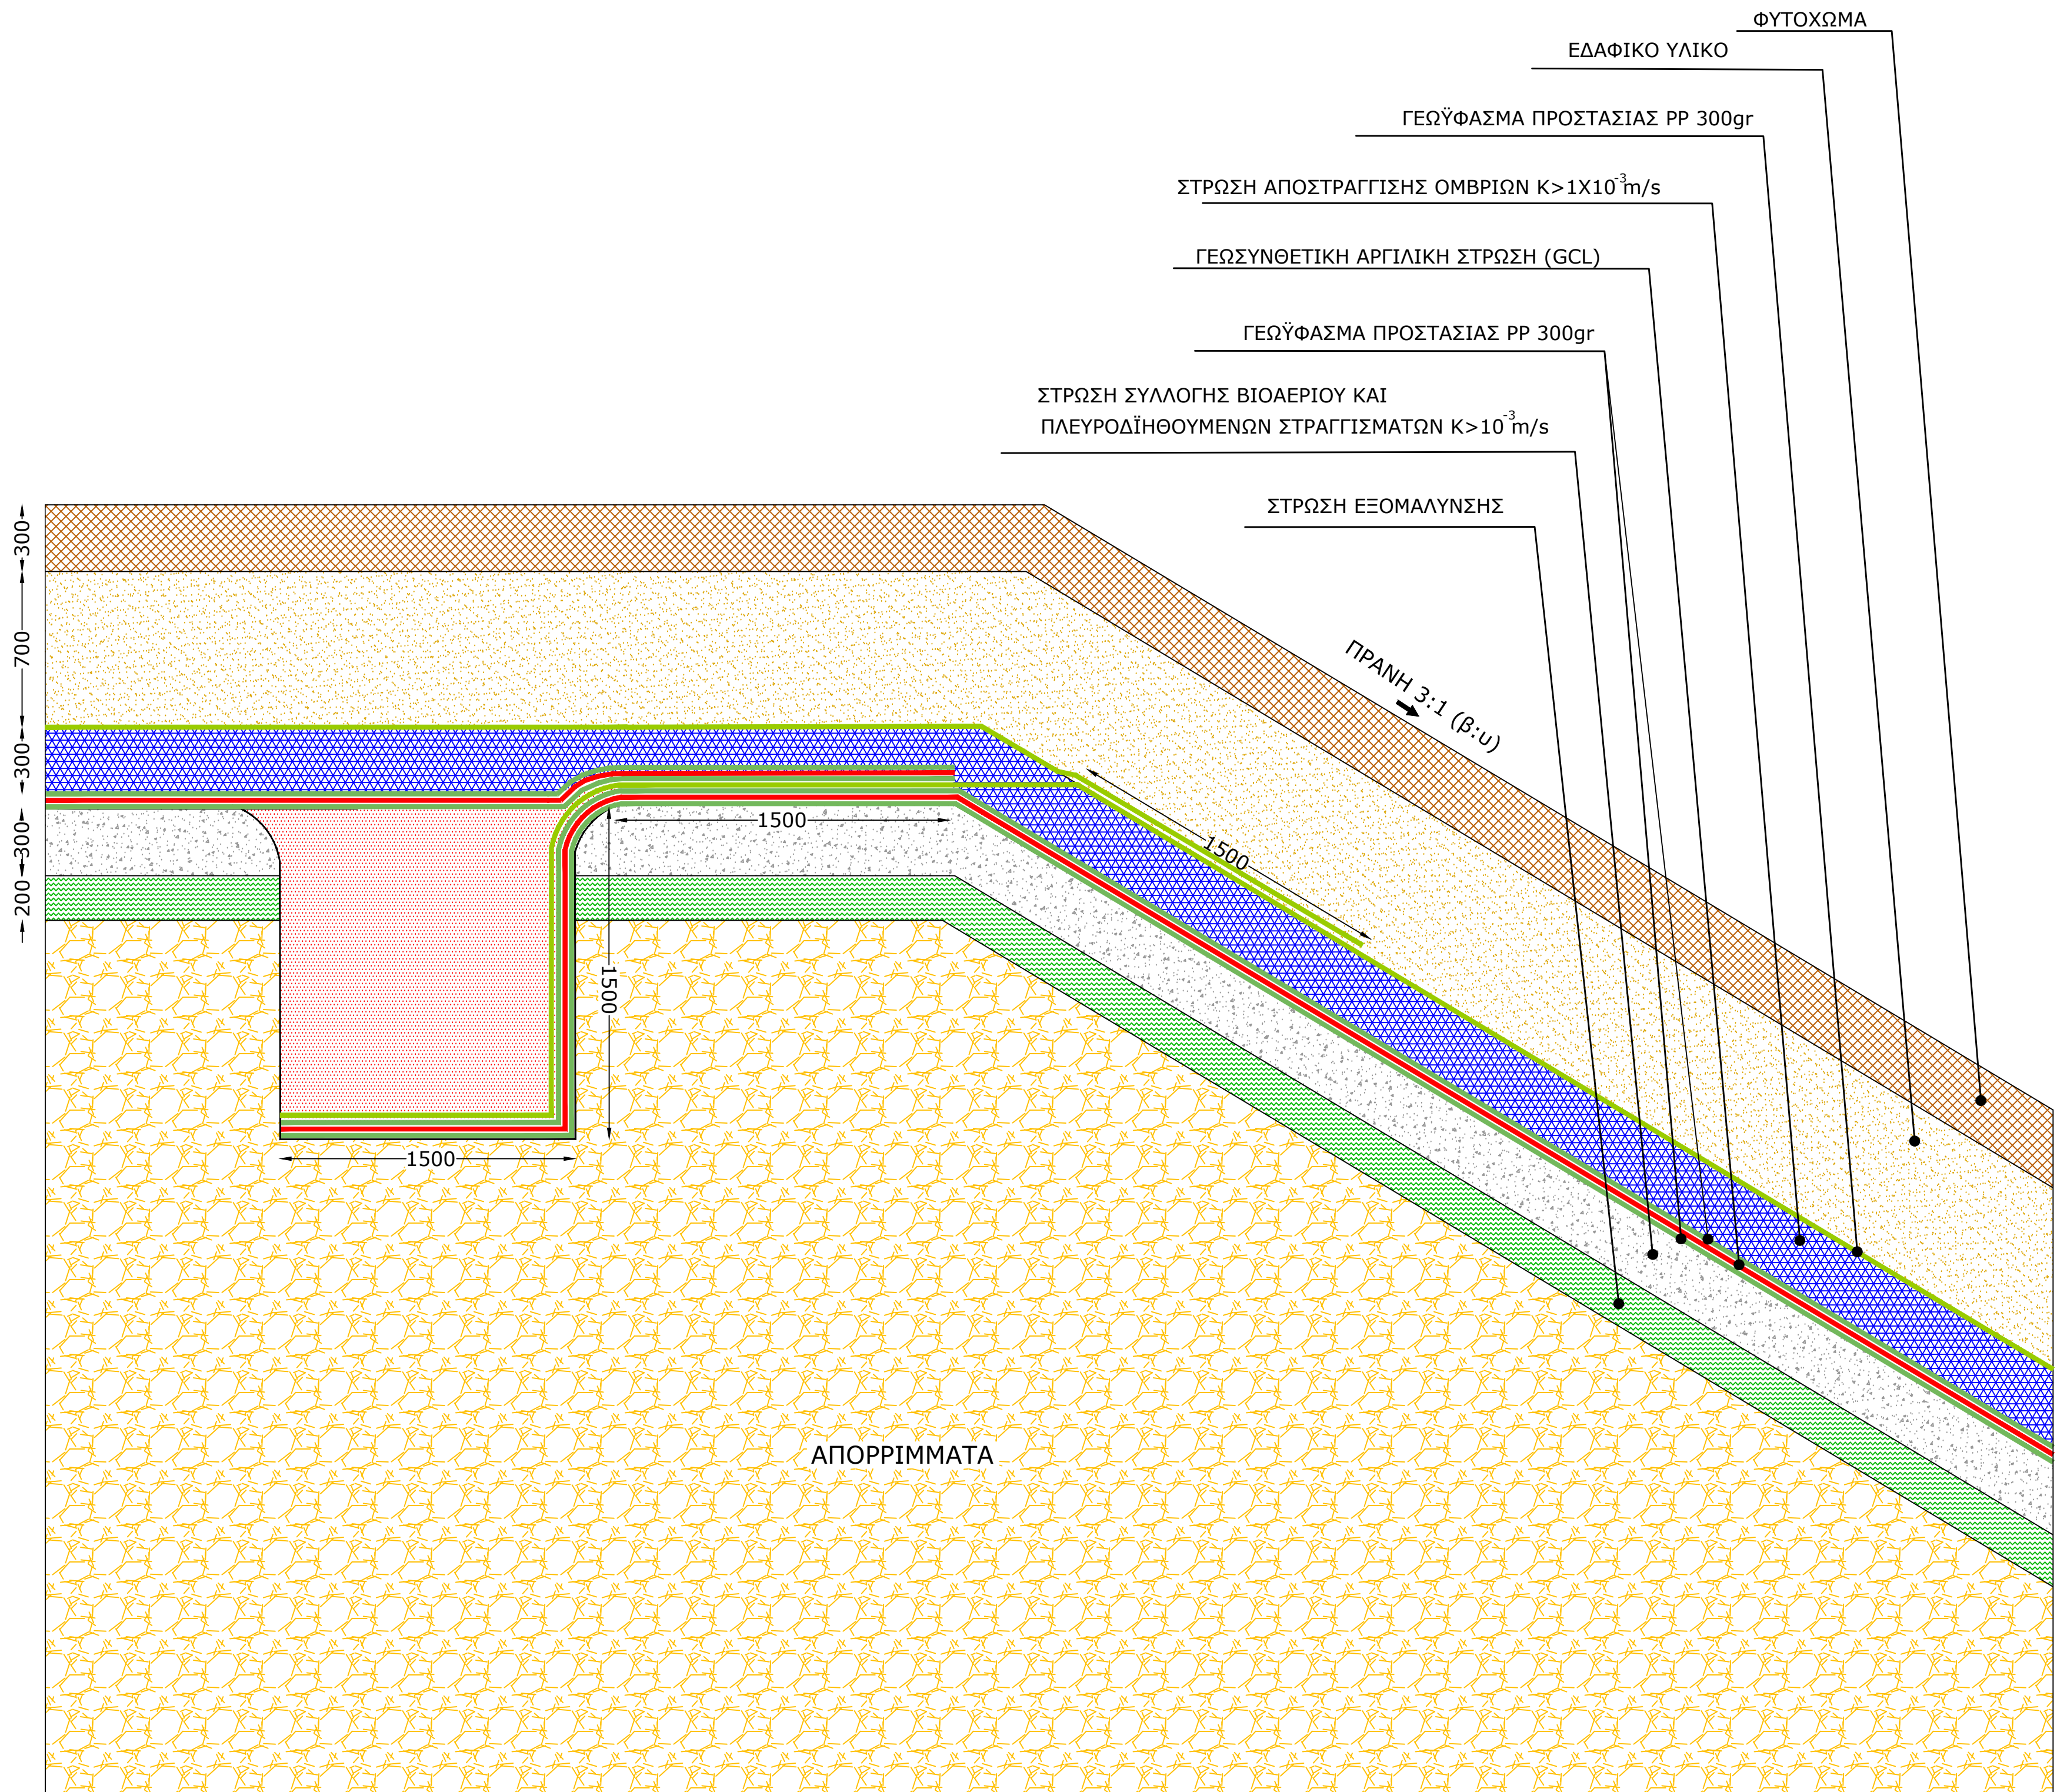 ΦΥΤΟΧΩΜΑ
ΕΔΑΦΙΚΟ ΥΛΙΚΟ
ΓΕΩΫΦΑΣΜΑ ΠΡΟΣΤΑΣΙΑΣ PP 300gr
ΣΤΡΩΣΗ ΑΠΟΣΤΡΑΓΓΙΣΗΣ ΟΜΒΡΙΩΝ Κ>1Χ10⁻³m/s
ΓΕΩΣΥΝΘΕΤΙΚΗ ΑΡΓΙΛΙΚΗ ΣΤΡΩΣΗ (GCL)
ΓΕΩΫΦΑΣΜΑ ΠΡΟΣΤΑΣΙΑΣ PP 300gr
ΣΤΡΩΣΗ ΣΥΛΛΟΓΗΣ ΒΙΟΑΕΡΙΟΥ ΚΑΙ
ΠΛΕΥΡΟΔΪΗΘΟΥΜΕΝΩΝ ΣΤΡΑΓΓΙΣΜΑΤΩΝ Κ>10⁻³m/s
ΣΤΡΩΣΗ ΕΞΟΜΑΛΥΝΣΗΣ
300
700
300
300
200
ΠΡΑΝΗ 3:1 (β:υ)
1500
1500
1500
1500
ΑΠΟΡΡΙΜΜΑΤΑ